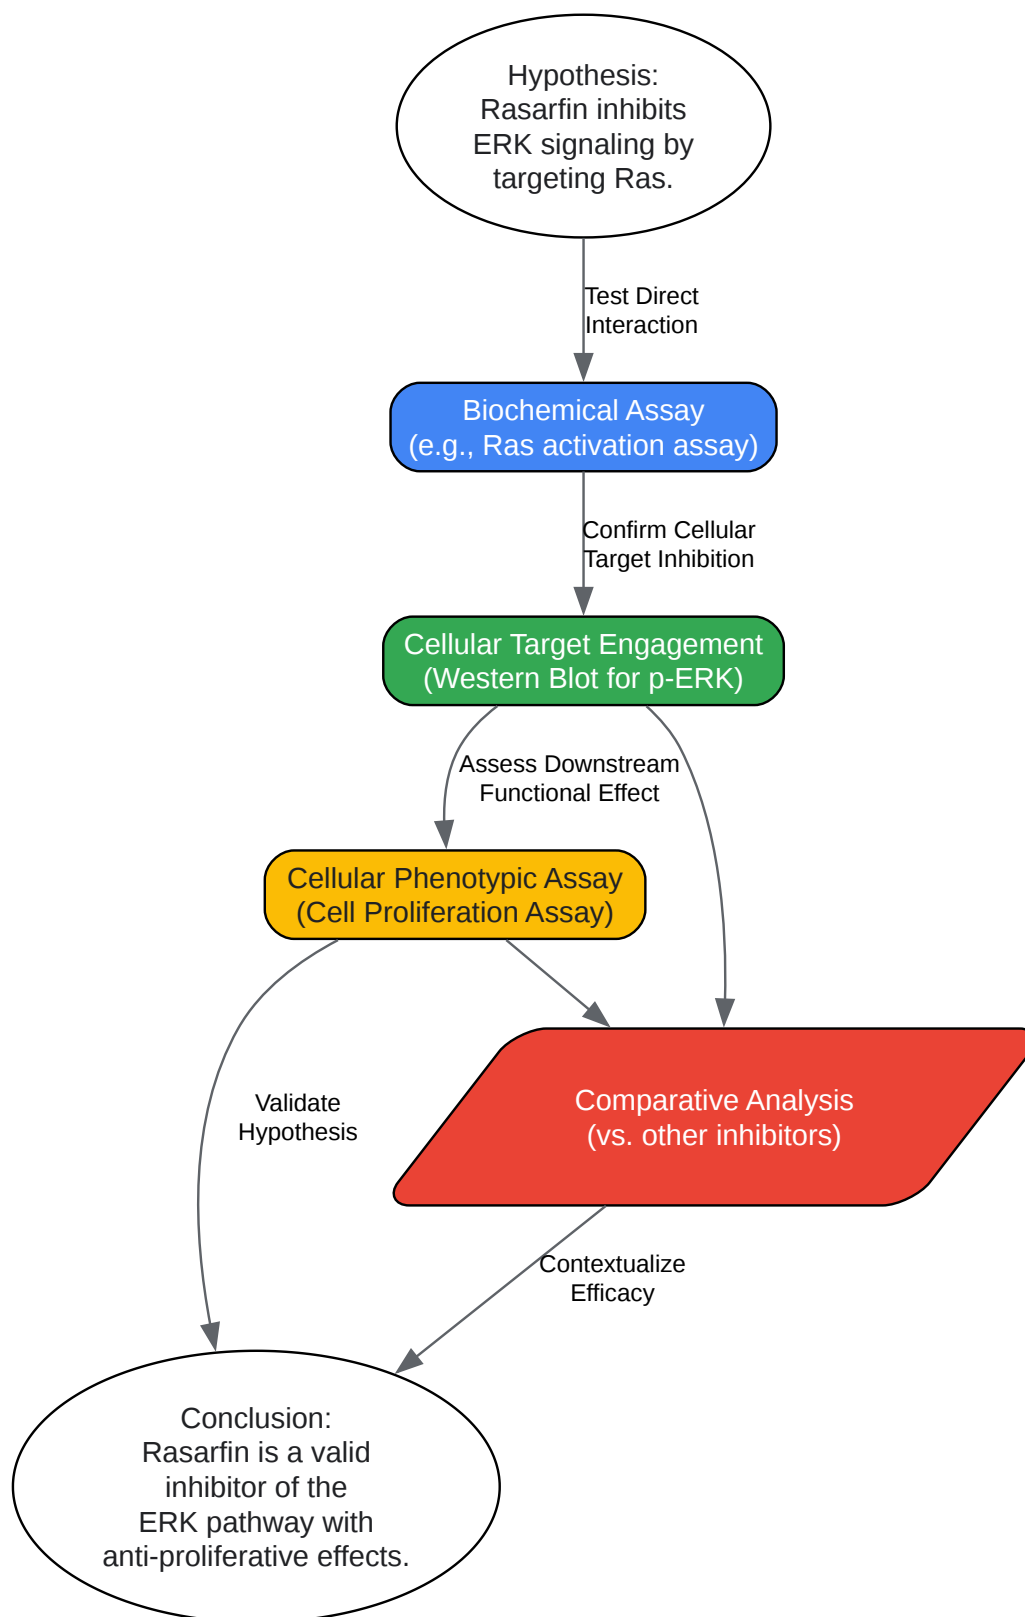 Hypothesis:
Rasarfin inhibits
ERK signaling by
targeting Ras.
Test Direct
Interaction
Biochemical Assay
(e.g., Ras activation assay)
Confirm Cellular
Target Inhibition
Cellular Target Engagement
(Western Blot for p-ERK)
Assess Downstream
Functional Effect
Cellular Phenotypic Assay
(Cell Proliferation Assay)
Comparative Analysis
(vs. other inhibitors)
Validate
Hypothesis
Contextualize
Efficacy
Conclusion:
Rasarfin is a valid
inhibitor of the
ERK pathway with
anti-proliferative effects.